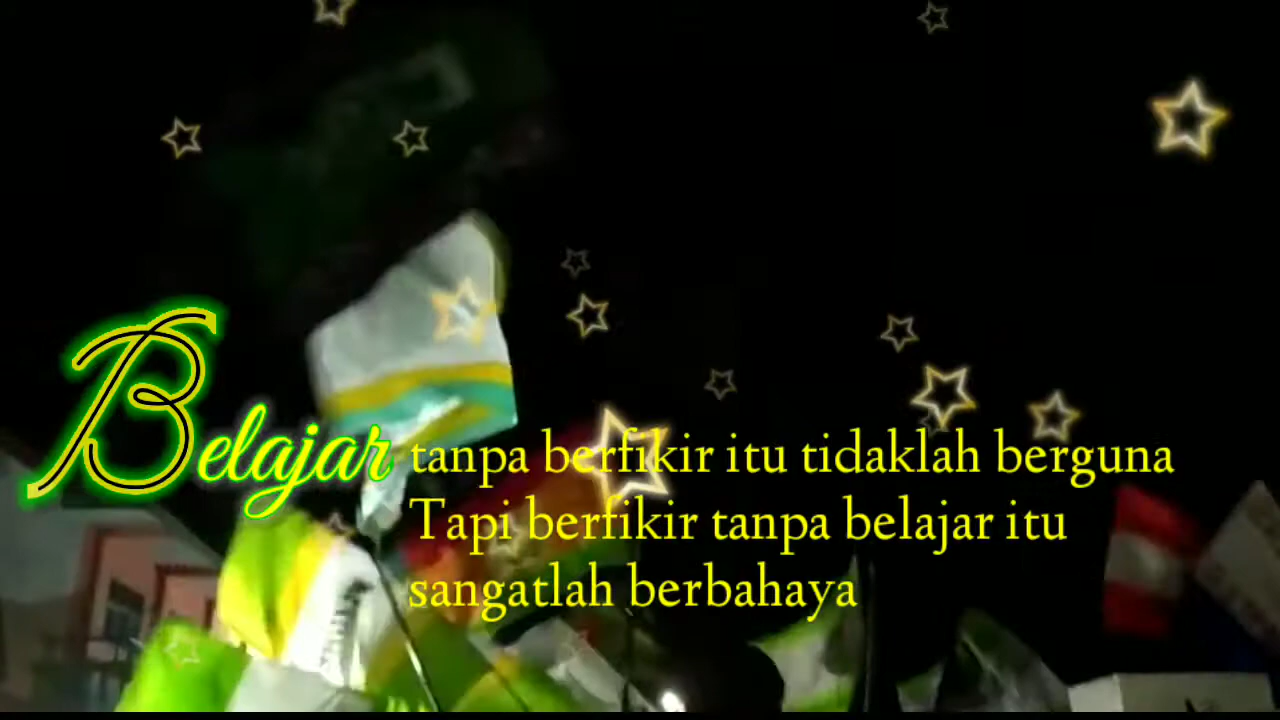 Belajar tanpa berfikir itu tidaklah berguna
Tapi berfikir tanpa belajar itu
sangatlah berbahaya